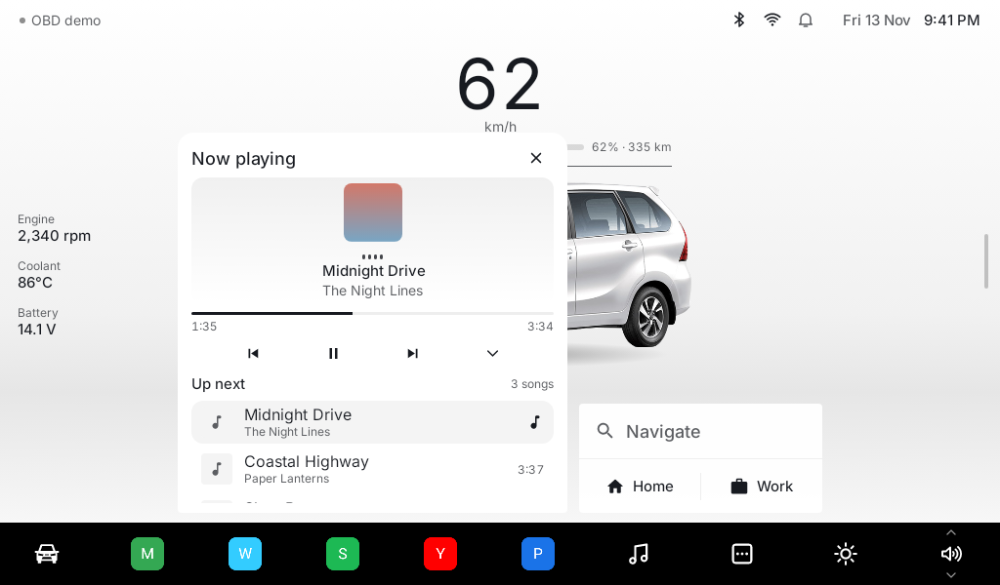 OBD demo
Fri 13 Nov 9:41 PM
62
km/h
62% · 335 km
Now playing
Engine
2,340 rpm
Coolant
86°C
Battery
14.1 V
Midnight Drive
The Night Lines
1:35 3:34
Up next 3 songs
Midnight Drive
The Night Lines
Coastal Highway 3:37
Paper Lanterns
Navigate
Home Work
M W S Y P